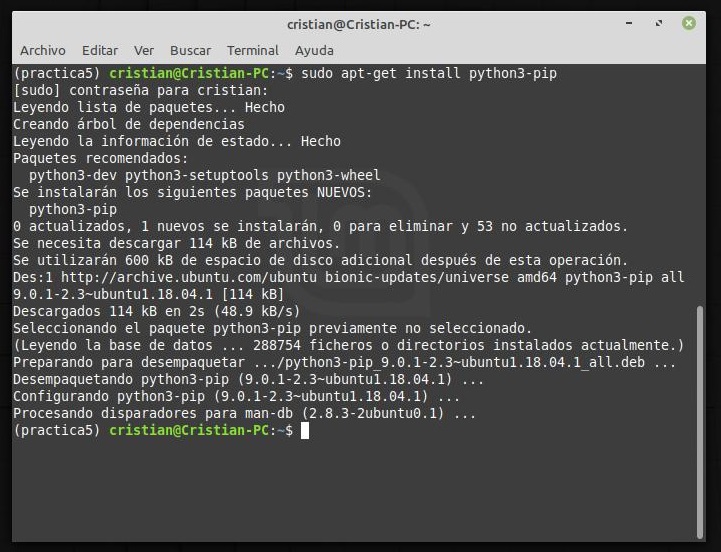 cristian@Cristian-PC: ~
Archivo Editar Ver Buscar Terminal Ayuda
(practica5) cristian@Cristian-PC:~$ sudo apt-get install python3-pip
[sudo] contraseña para cristian:
Leyendo lista de paquetes... Hecho
Creando árbol de dependencias
Leyendo la información de estado... Hecho
Paquetes recomendados:
  python3-dev python3-setuptools python3-wheel
Se instalarán los siguientes paquetes NUEVOS:
  python3-pip
0 actualizados, 1 nuevos se instalarán, 0 para eliminar y 53 no actualizados.
Se necesita descargar 114 kB de archivos.
Se utilizarán 600 kB de espacio de disco adicional después de esta operación.
Des:1 http://archive.ubuntu.com/ubuntu bionic-updates/universe amd64 python3-pip all
9.0.1-2.3~ubuntu1.18.04.1 [114 kB]
Descargados 114 kB en 2s (48.9 kB/s)
Seleccionando el paquete python3-pip previamente no seleccionado.
(Leyendo la base de datos ... 288754 ficheros o directorios instalados actualmente.)
Preparando para desempaquetar .../python3-pip_9.0.1-2.3~ubuntu1.18.04.1_all.deb ...
Desempaquetando python3-pip (9.0.1-2.3~ubuntu1.18.04.1) ...
Configurando python3-pip (9.0.1-2.3~ubuntu1.18.04.1) ...
Procesando disparadores para man-db (2.8.3-2ubuntu0.1) ...
(practica5) cristian@Cristian-PC:~$